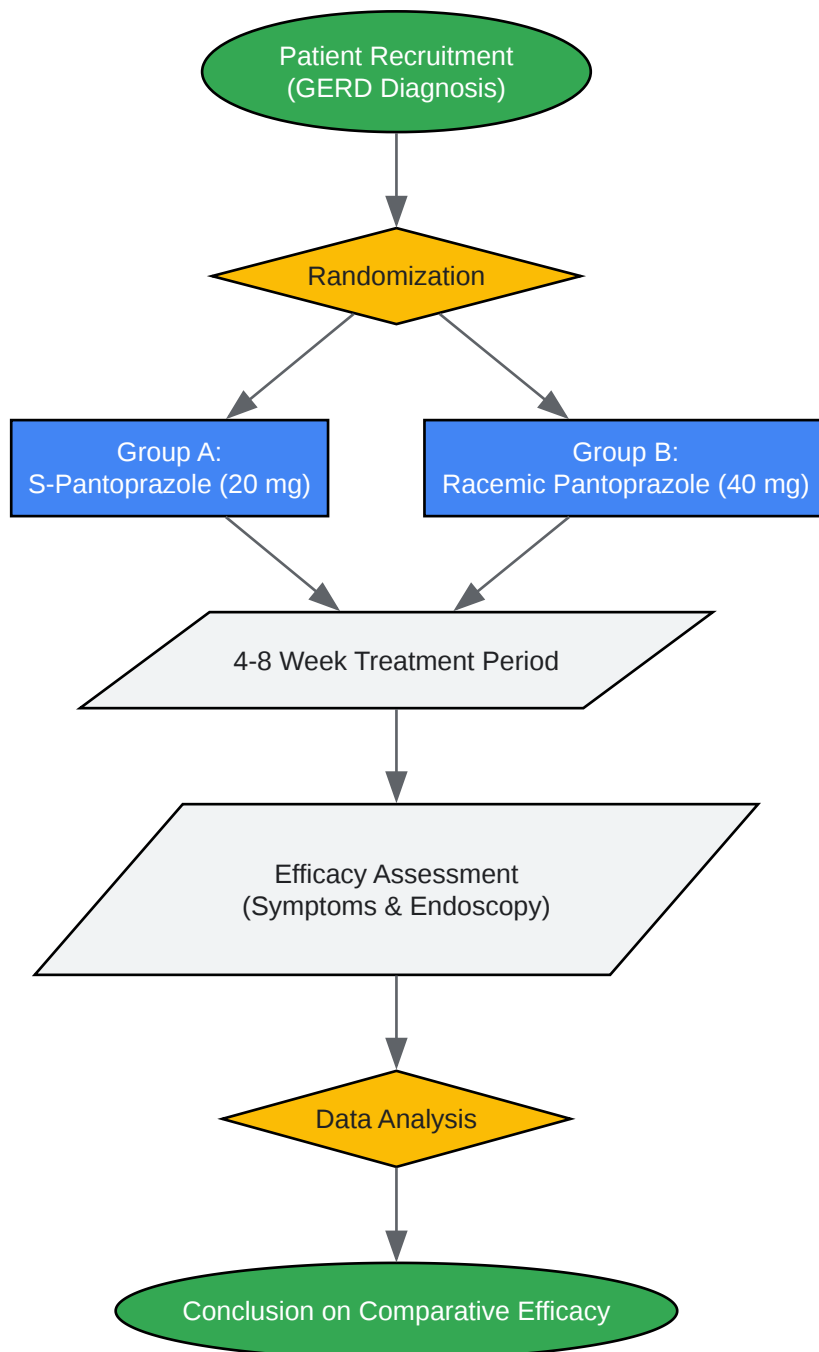 Patient Recruitment
(GERD Diagnosis)
Randomization
Group A:
S-Pantoprazole (20 mg)
Group B:
Racemic Pantoprazole (40 mg)
4-8 Week Treatment Period
Efficacy Assessment
(Symptoms & Endoscopy)
Data Analysis
Conclusion on Comparative Efficacy